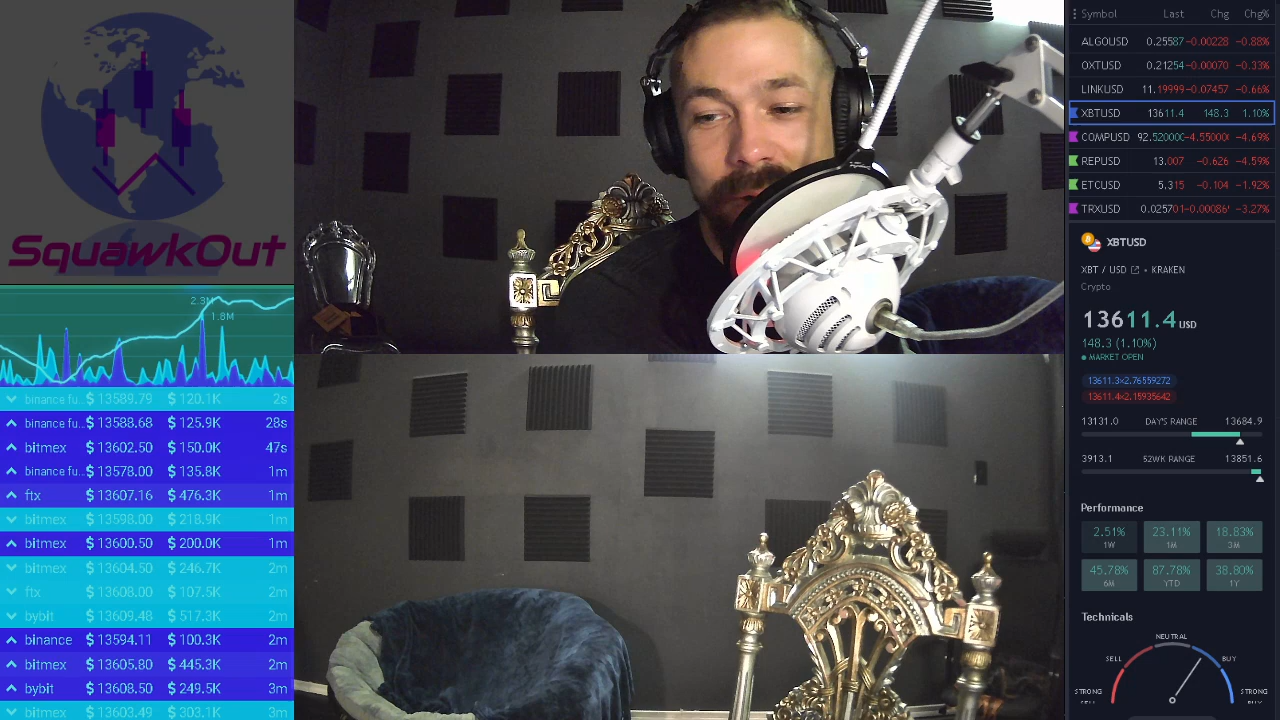 SquawkOut
2.3M
1.8M
binance fu... $ 13589.79 $ 120.1K 2s
binance fu... $ 13588.68 $ 125.9K 28s
bitmex $ 13602.50 $ 150.0K 47s
binance fu... $ 13578.00 $ 135.8K 1m
ftx $ 13607.16 $ 476.3K 1m
bitmex $ 13598.00 $ 218.9K 1m
bitmex $ 13600.50 $ 200.0K 2m
bitmex $ 13604.50 $ 246.7K 2m
ftx $ 13608.00 $ 107.5K 2m
bybit $ 13609.48 $ 517.3K 2m
binance $ 13594.11 $ 100.3K 2m
bitmex $ 13605.80 $ 445.3K 2m
bybit $ 13608.50 $ 249.5K 3m
bitmex $ 13603.49 $ 303.1K 3m
Symbol Last Chg Chg%
ALGOUSD 0.25587 -0.00228 -0.88%
OXTUSD 0.21254 -0.00070 -0.33%
LINKUSD 11.19999 -0.07457 -0.66%
XBTUSD 13611.4 148.3 1.10%
COMPUSD 92.52000 -4.5500 -4.69%
REPUSD 13.007 -0.626 -4.59%
ETCUSD 5.315 -0.104 -1.92%
TRXUSD 0.025701 -0.00086 -3.27%
XBTUSD
XBT / USD • KRAKEN
Crypto
13611.4 USD
148.3 (1.10%)
MARKET OPEN
13611.3×2.76559272
13611.4×2.15935642
13131.0 DAYS RANGE 13684.9
3913.1 52WK RANGE 13851.6
Performance
2.51% 23.11% 18.83%
1W 1M 3M
45.78% 87.78% 38.80%
6M YTD 1Y
Technicals
NEUTRAL
SELL BUY
STRONG STRONG